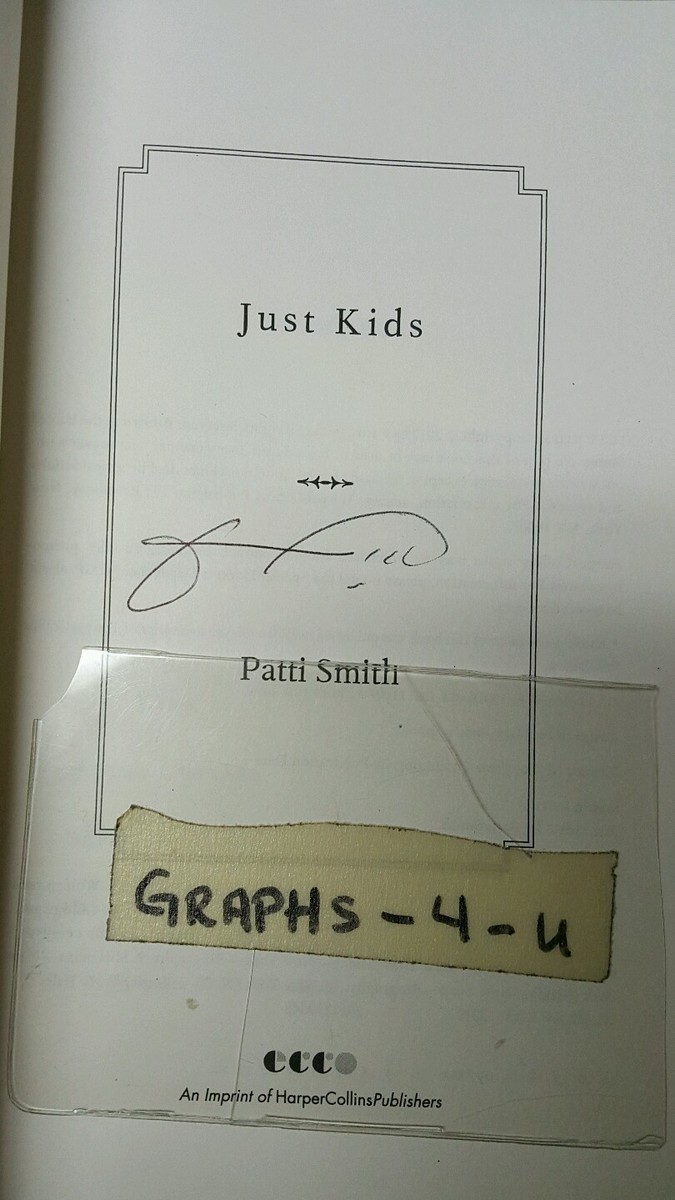 Just Kids
Patti Smith
GRAPHS-4-U
ecco
An Imprint of HarperCollinsPublishers